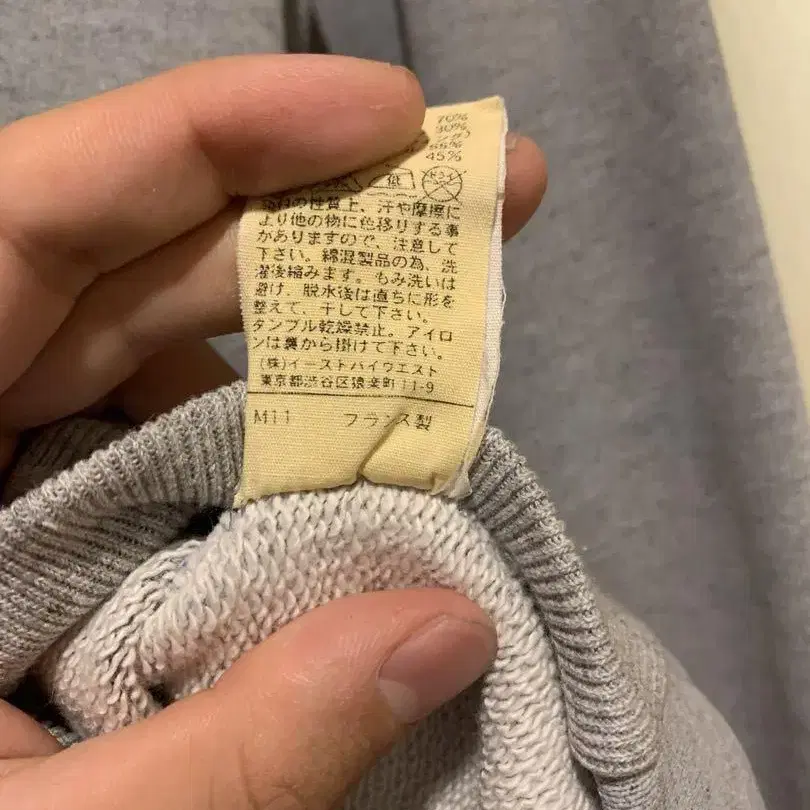 70%
30%
55%
45%
低 ドライ
の性質上、汗や摩擦に
より他の物に色移りする事
がありますので、注意して
下さい。綿混製品の為、洗
濯後縮みます。もみ洗いは
避け、脱水後は直ちに形を
整えて、干して下さい。
タンブル乾燥禁止。アイロ
ンは裏から掛けて下さい。
(株)イーストハイウエスト
東京都渋谷区猿楽町11-9
M11 フランス製